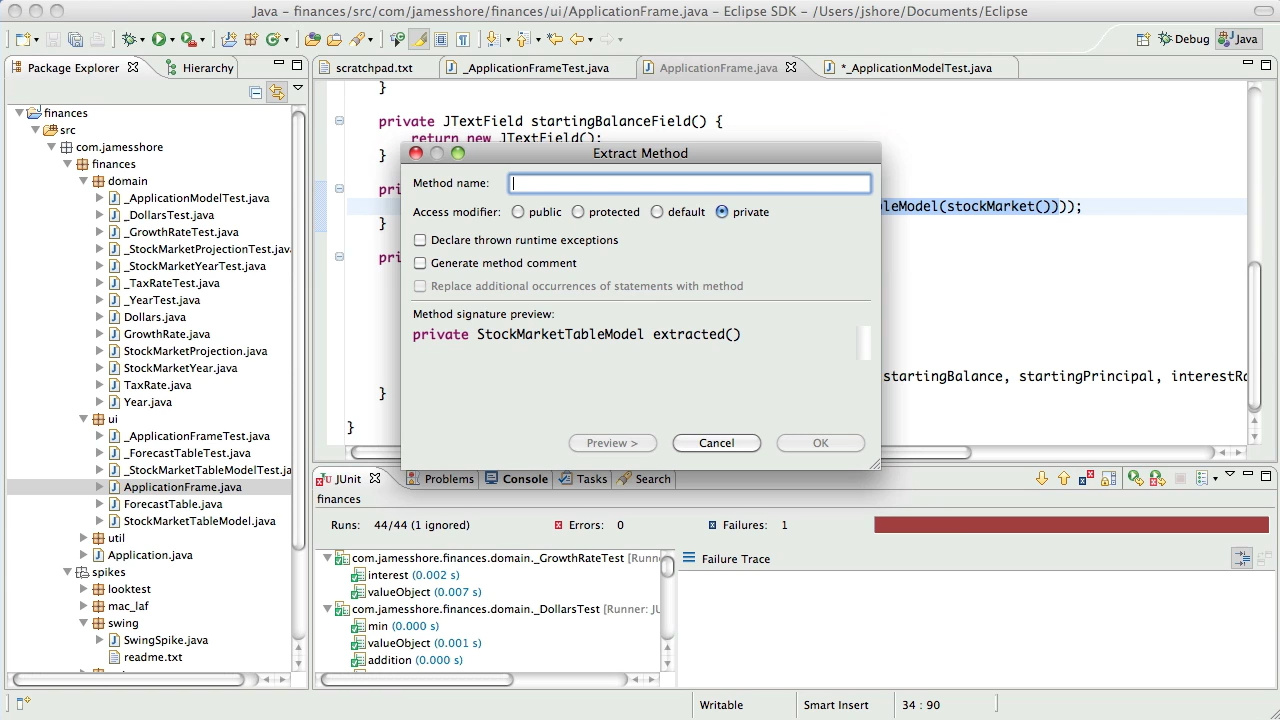 Java – finances/src/com/jamesshore/finances/ui/ApplicationFrame.java – Eclipse SDK – /Users/jshore/Documents/Eclipse
Debug
Java
Package Explorer
Hierarchy
scratchpad.txt
_ApplicationFrameTest.java
ApplicationFrame.java
*_ApplicationModelTest.java
finances
src
com.jamesshore
finances
domain
_ApplicationModelTest.java
_DollarsTest.java
_GrowthRateTest.java
_StockMarketProjectionTest.java
_StockMarketYearTest.java
_TaxRateTest.java
_YearTest.java
Dollars.java
GrowthRate.java
StockMarketProjection.java
StockMarketYear.java
TaxRate.java
Year.java
ui
_ApplicationFrameTest.java
_ForecastTableTest.java
_StockMarketTableModelTest.ja
ApplicationFrame.java
ForecastTable.java
StockMarketTableModel.java
util
Application.java
spikes
looktest
mac_laf
swing
SwingSpike.java
readme.txt
}
private JTextField startingBalanceField() {
return new JTextField();
}
pri
leModel(stockMarket()));
}
pri
startingBalance, startingPrincipal, interestRa
}
}
Extract Method
Method name:
Access modifier: public protected default private
Declare thrown runtime exceptions
Generate method comment
Replace additional occurrences of statements with method
Method signature preview:
private StockMarketTableModel extracted()
Preview > Cancel OK
JUnit
Problems
Console
Tasks
Search
finances
Runs: 44/44 (1 ignored) Errors: 0 Failures: 1
com.jamesshore.finances.domain._GrowthRateTest [Runn
interest (0.002 s)
valueObject (0.007 s)
com.jamesshore.finances.domain._DollarsTest [Runner: JU
min (0.000 s)
valueObject (0.001 s)
addition (0.000 s)
Failure Trace
Writable
Smart Insert
34 : 90